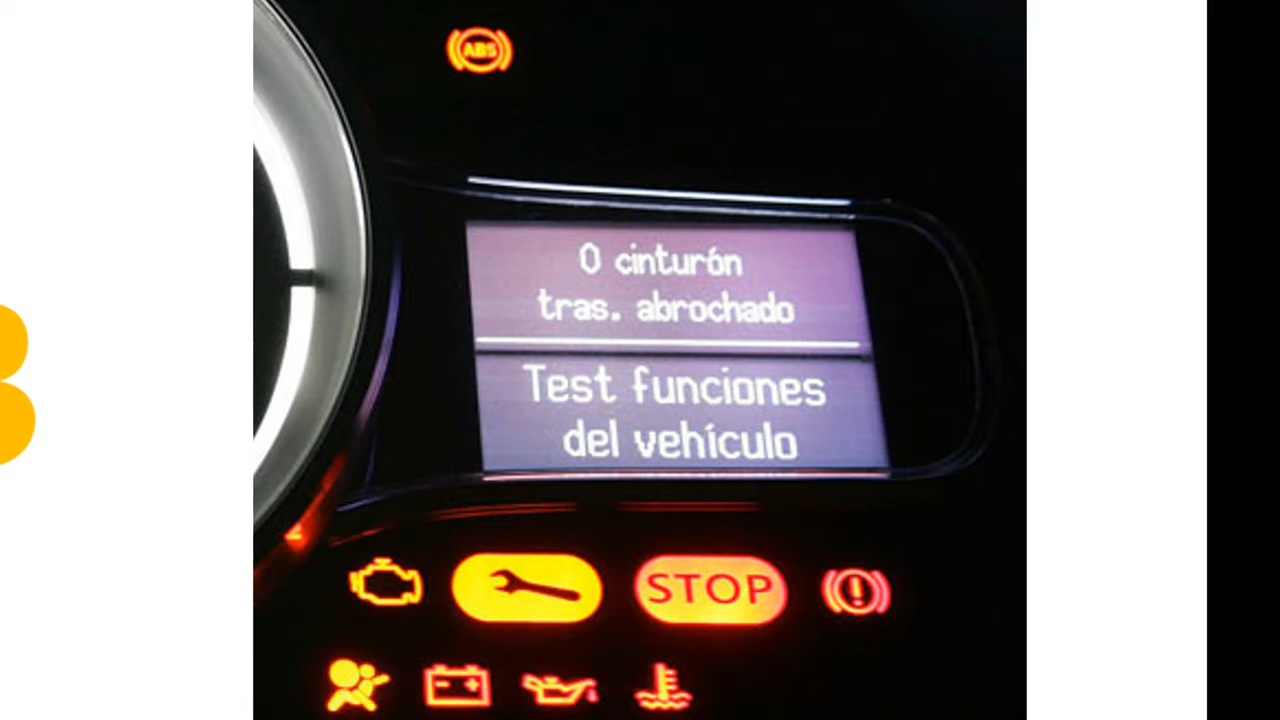 ABS
0 cinturón
tras. abrochado
Test funciones
del vehículo
STOP